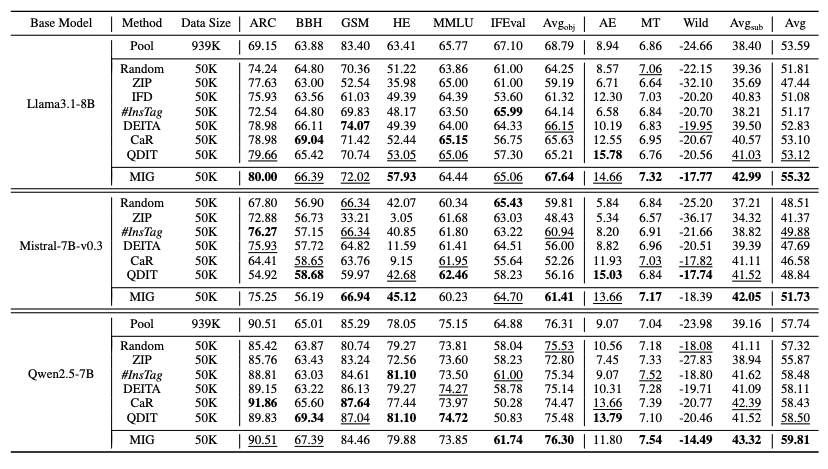 Base Model Method Data Size ARC BBH GSM HE MMLU IFEval Avgobj AE MT Wild Avgsub Avg
Pool 939K 69.15 63.88 83.40 63.41 65.77 67.10 68.79 8.94 6.86 -24.66 38.40 53.59
Random 50K 74.24 64.80 70.36 51.22 63.86 61.00 64.25 8.57 7.06 -22.15 39.36 51.81
ZIP 50K 77.63 63.00 52.54 35.98 65.00 61.00 59.19 6.71 6.64 -32.10 35.69 47.44
IFD 50K 75.93 63.56 61.03 49.39 64.39 53.60 61.32 12.30 7.03 -20.20 40.83 51.08
#InsTag 50K 72.54 64.80 69.83 48.17 63.50 65.99 64.14 6.58 6.84 -20.70 38.21 51.17
Llama3.1-8B DEITA 50K 78.98 66.11 74.07 49.39 64.00 64.33 66.15 10.19 6.83 -19.95 39.50 52.83
CaR 50K 78.98 69.04 71.42 52.44 65.15 56.75 65.63 12.55 6.95 -20.67 40.57 53.10
QDIT 50K 79.66 65.42 70.74 53.05 65.06 57.30 65.21 15.78 6.76 -20.56 41.03 53.12
MIG 50K 80.00 66.39 72.02 57.93 64.44 65.06 67.64 14.66 7.32 -17.77 42.99 55.32
Random 50K 67.80 56.90 66.34 42.07 60.34 65.43 59.81 5.84 6.84 -25.20 37.21 48.51
ZIP 50K 72.88 56.73 33.21 3.05 61.68 63.03 48.43 5.34 6.57 -36.17 34.32 41.37
#InsTag 50K 76.27 57.15 66.34 40.85 61.80 63.22 60.94 8.20 6.91 -21.66 38.82 49.88
Mistral-7B-v0.3 DEITA 50K 75.93 57.72 64.82 11.59 61.41 64.51 56.00 8.82 6.96 -20.51 39.39 47.69
CaR 50K 64.41 58.65 63.76 9.15 61.95 55.64 52.26 11.93 7.03 -17.82 41.11 46.58
QDIT 50K 54.92 58.68 59.97 42.68 62.46 58.23 56.16 15.03 6.84 -17.74 41.52 48.84
MIG 50K 75.25 56.19 66.94 45.12 60.23 64.70 61.41 13.66 7.17 -18.39 42.05 51.73
Pool 939K 90.51 65.01 85.29 78.05 75.15 64.88 76.31 9.07 7.04 -23.98 39.16 57.74
Random 50K 85.42 63.87 80.74 79.27 73.81 58.04 75.53 10.56 7.18 -18.08 41.11 57.32
ZIP 50K 85.76 63.43 83.24 72.56 73.60 58.23 72.80 7.45 7.33 -27.83 38.94 55.87
Qwen2.5-7B #InsTag 50K 88.81 63.03 84.61 81.10 73.50 61.00 75.34 9.07 7.52 -18.80 41.62 58.48
DEITA 50K 89.15 63.22 86.13 79.27 74.27 58.78 75.14 10.31 7.28 -19.71 41.09 58.11
CaR 50K 91.86 65.60 87.64 77.44 73.97 50.28 74.47 13.66 7.39 -20.77 42.39 58.43
QDIT 50K 89.83 69.34 87.04 81.10 74.72 50.83 75.48 13.79 7.10 -20.46 41.52 58.50
MIG 50K 90.51 67.39 84.46 79.88 73.85 61.74 76.30 11.80 7.54 -14.49 43.32 59.81